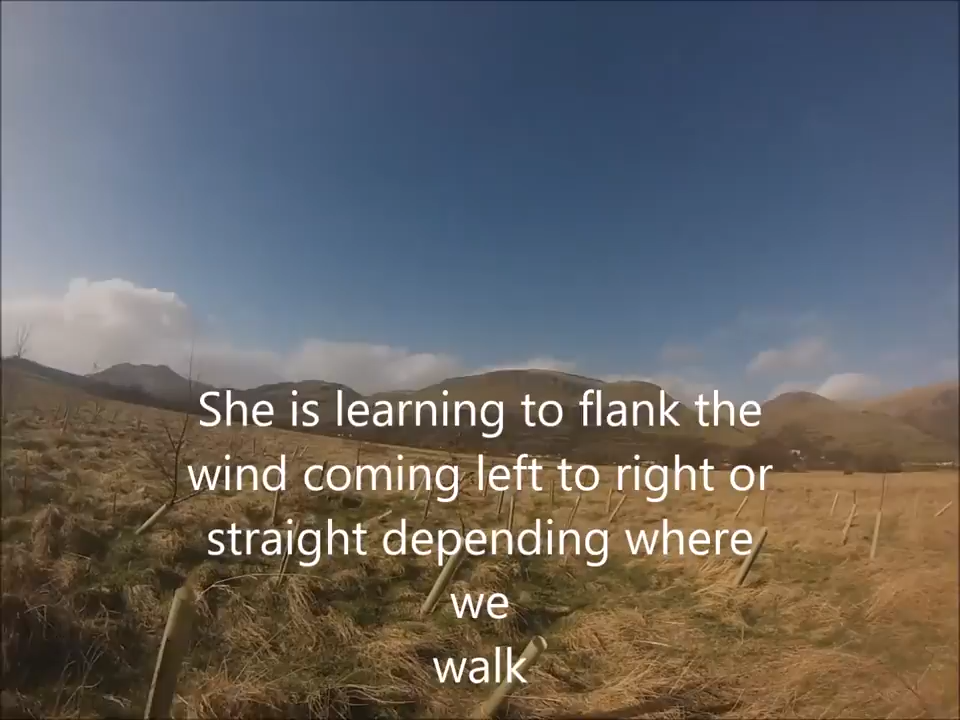 She is learning to flank the
wind coming left to right or
straight depending where
we
walk